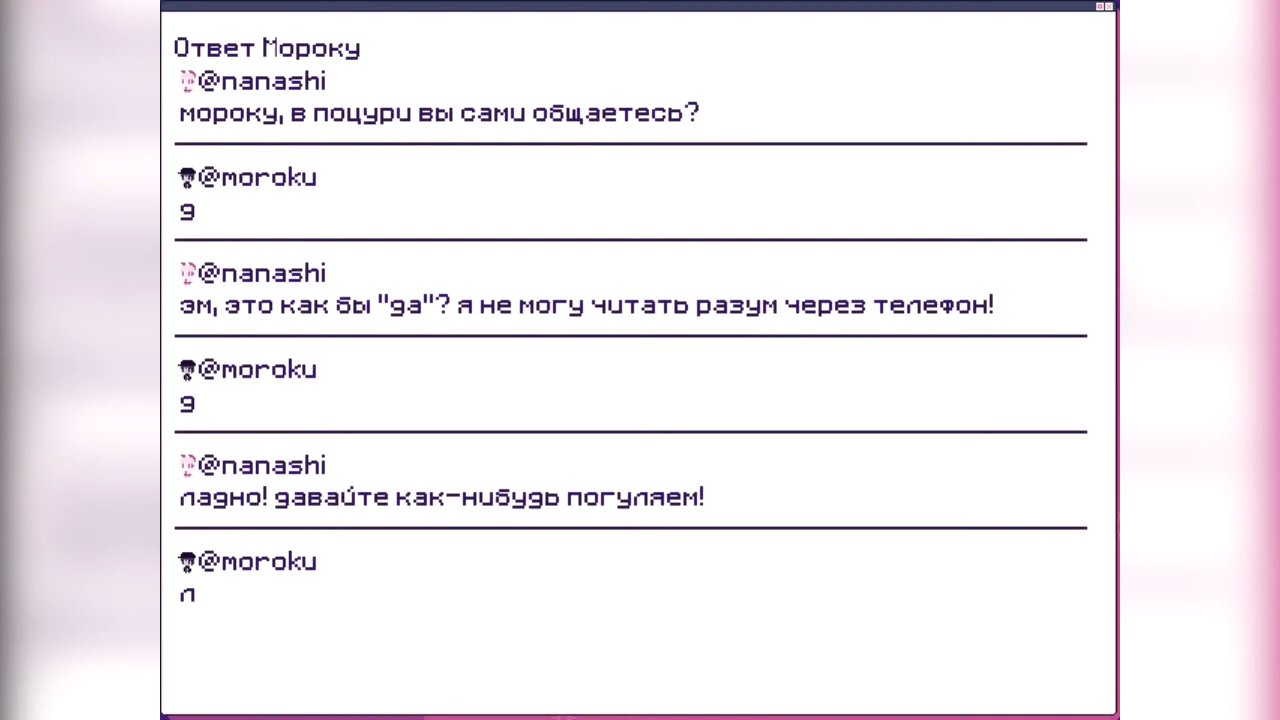 Ответ Мороку
@nanashi
мороку, в поцури вы сами общаетесь?
@moroku
д
@nanashi
эм, это как бы "да"? я не могу читать разум через телефон!
@moroku
д
@nanashi
ладно! давайте как-нибудь погуляем!
@moroku
л